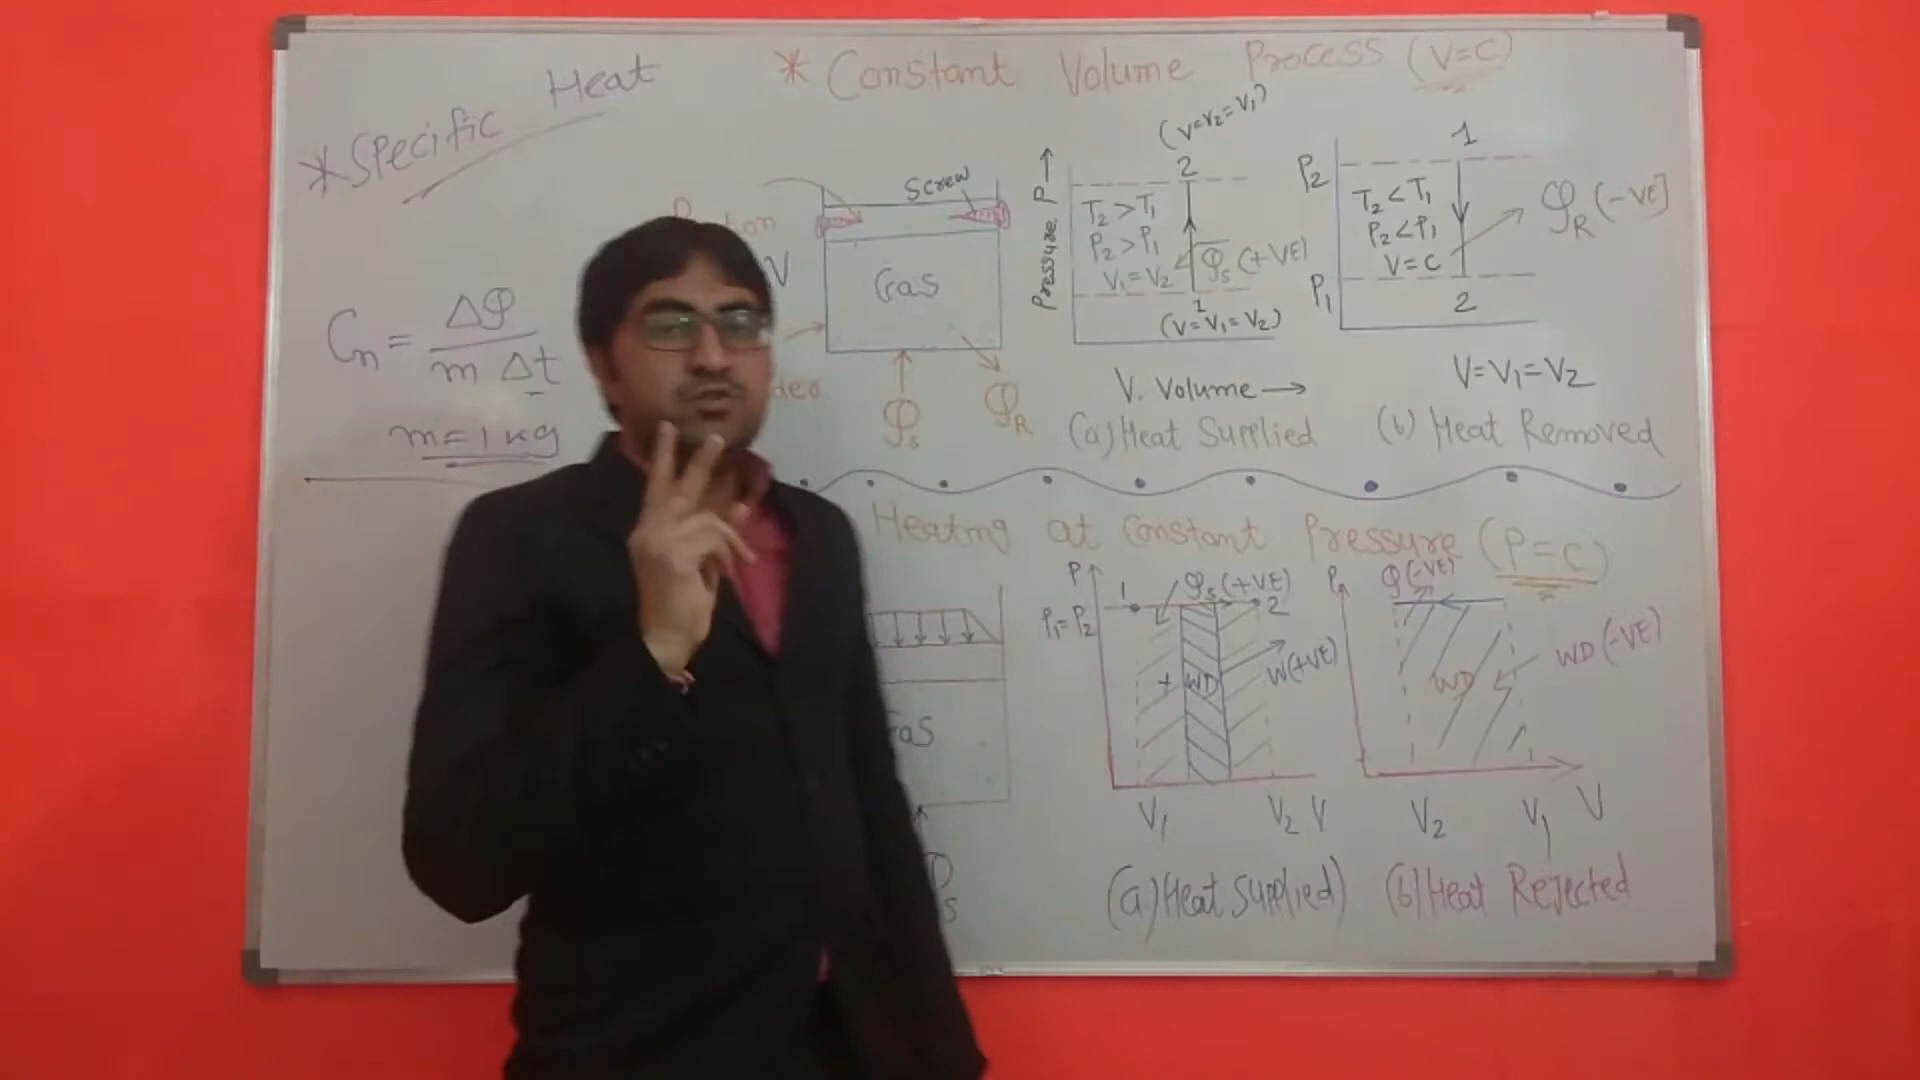 *Specific Heat
* Constant Volume Process (V=C)
Cn = ΔQ / m Δt
m = 1 kg
Screw
V
Gas
Qs
QR
Pressure P →
(V=V2=V1)
2
T2 > T1
P2 > P1
V1 = V2
Qs (+VE)
1
(V=V1=V2)
V. Volume →
(a) Heat Supplied
P2
1
T2 < T1
P2 < P1
V=C
QR (-VE]
P1
2
V=V1=V2
(b) Heat Removed
Heating at Constant Pressure (P=C)
P
P1=P2
1
Qs (+VE)
2
+ WD
W(+VE)
V1
V2 V
(a) Heat Supplied)
Q(-VE)
WD
WD (-VE)
V2
V1
V
(b) Heat Rejected